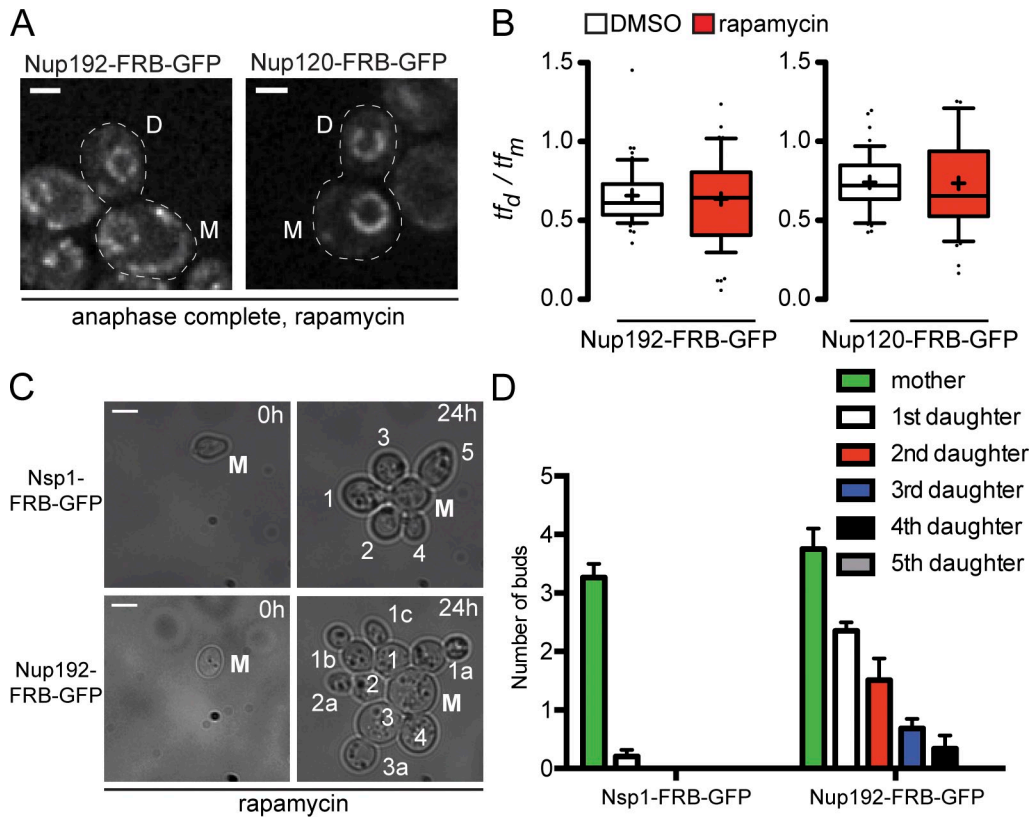 A
Nup192-FRB-GFP
Nup120-FRB-GFP
D
M
D
M
anaphase complete, rapamycin
B
DMSO
rapamycin
tfd / tfm
1.5
1.0
0.5
0.0
1.5
1.0
0.5
0.0
Nup192-FRB-GFP
Nup120-FRB-GFP
C
Nsp1-
FRB-GFP
0h
M
24h
3
5
1
M
2
4
Nup192-
FRB-GFP
0h
M
24h
1c
1b
1
1a
2a
2
M
3
4
3a
rapamycin
D
mother
1st daughter
2nd daughter
3rd daughter
4th daughter
5th daughter
Number of buds
5
4
3
2
1
0
Nsp1-FRB-GFP
Nup192-FRB-GFP